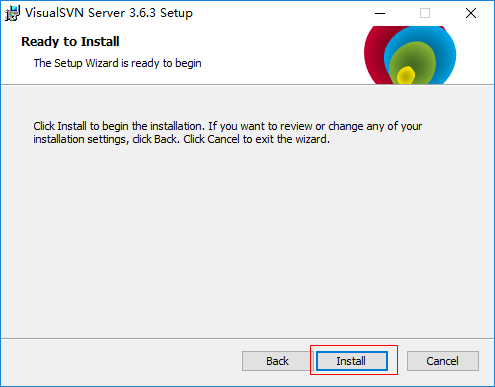 VisualSVN Server 3.6.3 Setup
Ready to Install
The Setup Wizard is ready to begin
Click Install to begin the installation. If you want to review or change any of your
installation settings, click Back. Click Cancel to exit the wizard.
Back
Install
Cancel